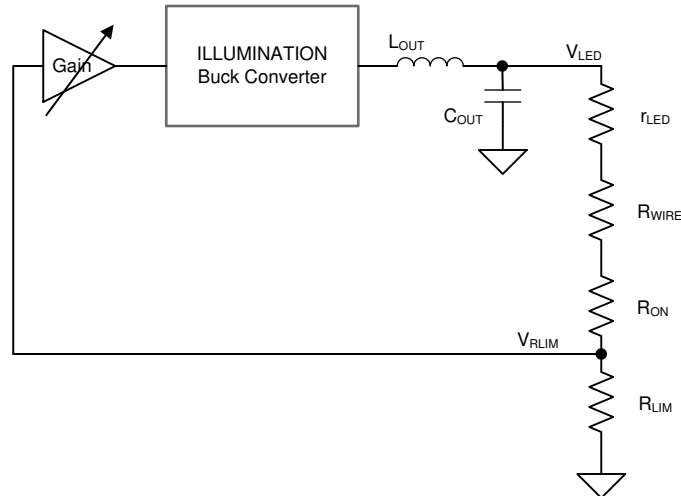 Gain
ILLUMINATION
Buck Converter
LOUT
VLED
COUT
rLED
RWIRE
RON
VRLIM
RLIM